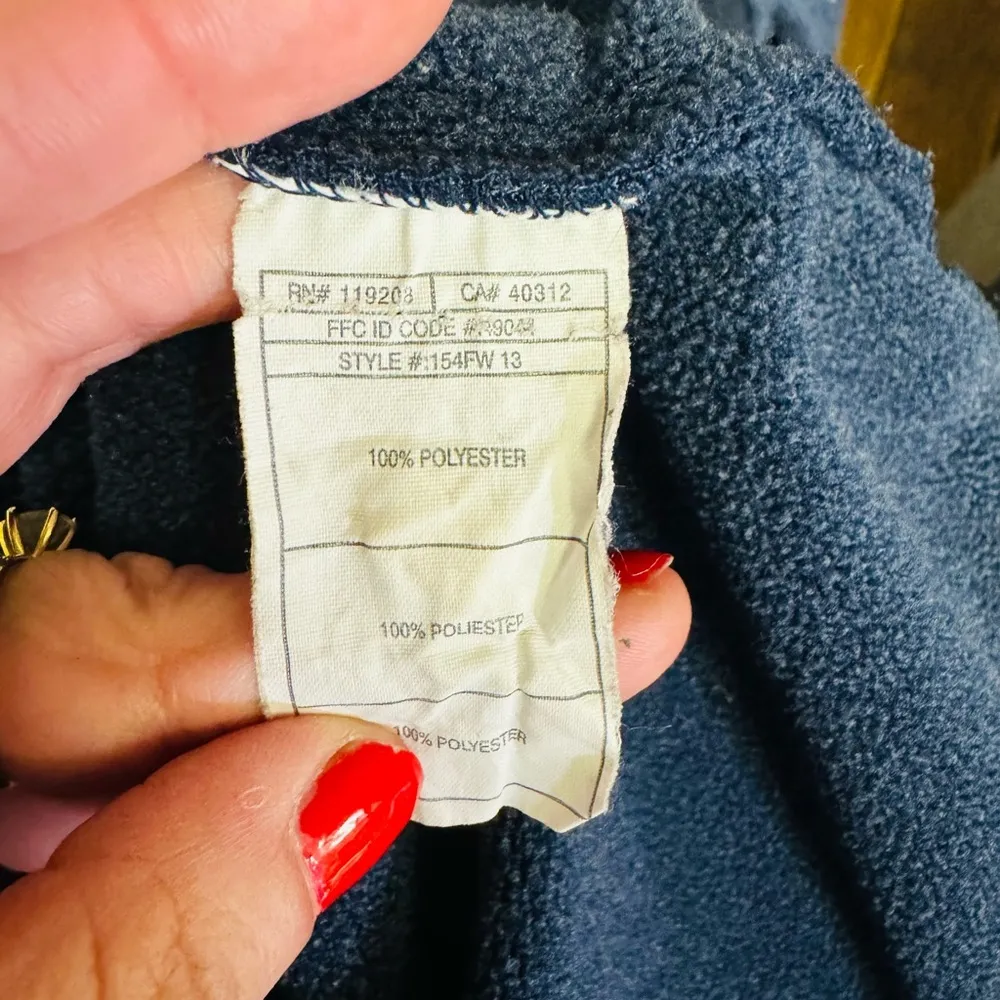 RN# 119208 CA# 40312
FFC ID CODE
STYLE #:154FW 13
100% POLYESTER
100% POLIESTER
100% POLYESTER